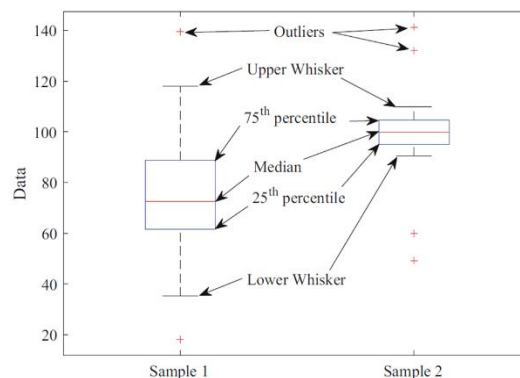 140
Outliers
120
Upper Whisker
100
75th percentile
Median
80
25th percentile
60
40
Lower Whisker
20
Data
Sample 1
Sample 2